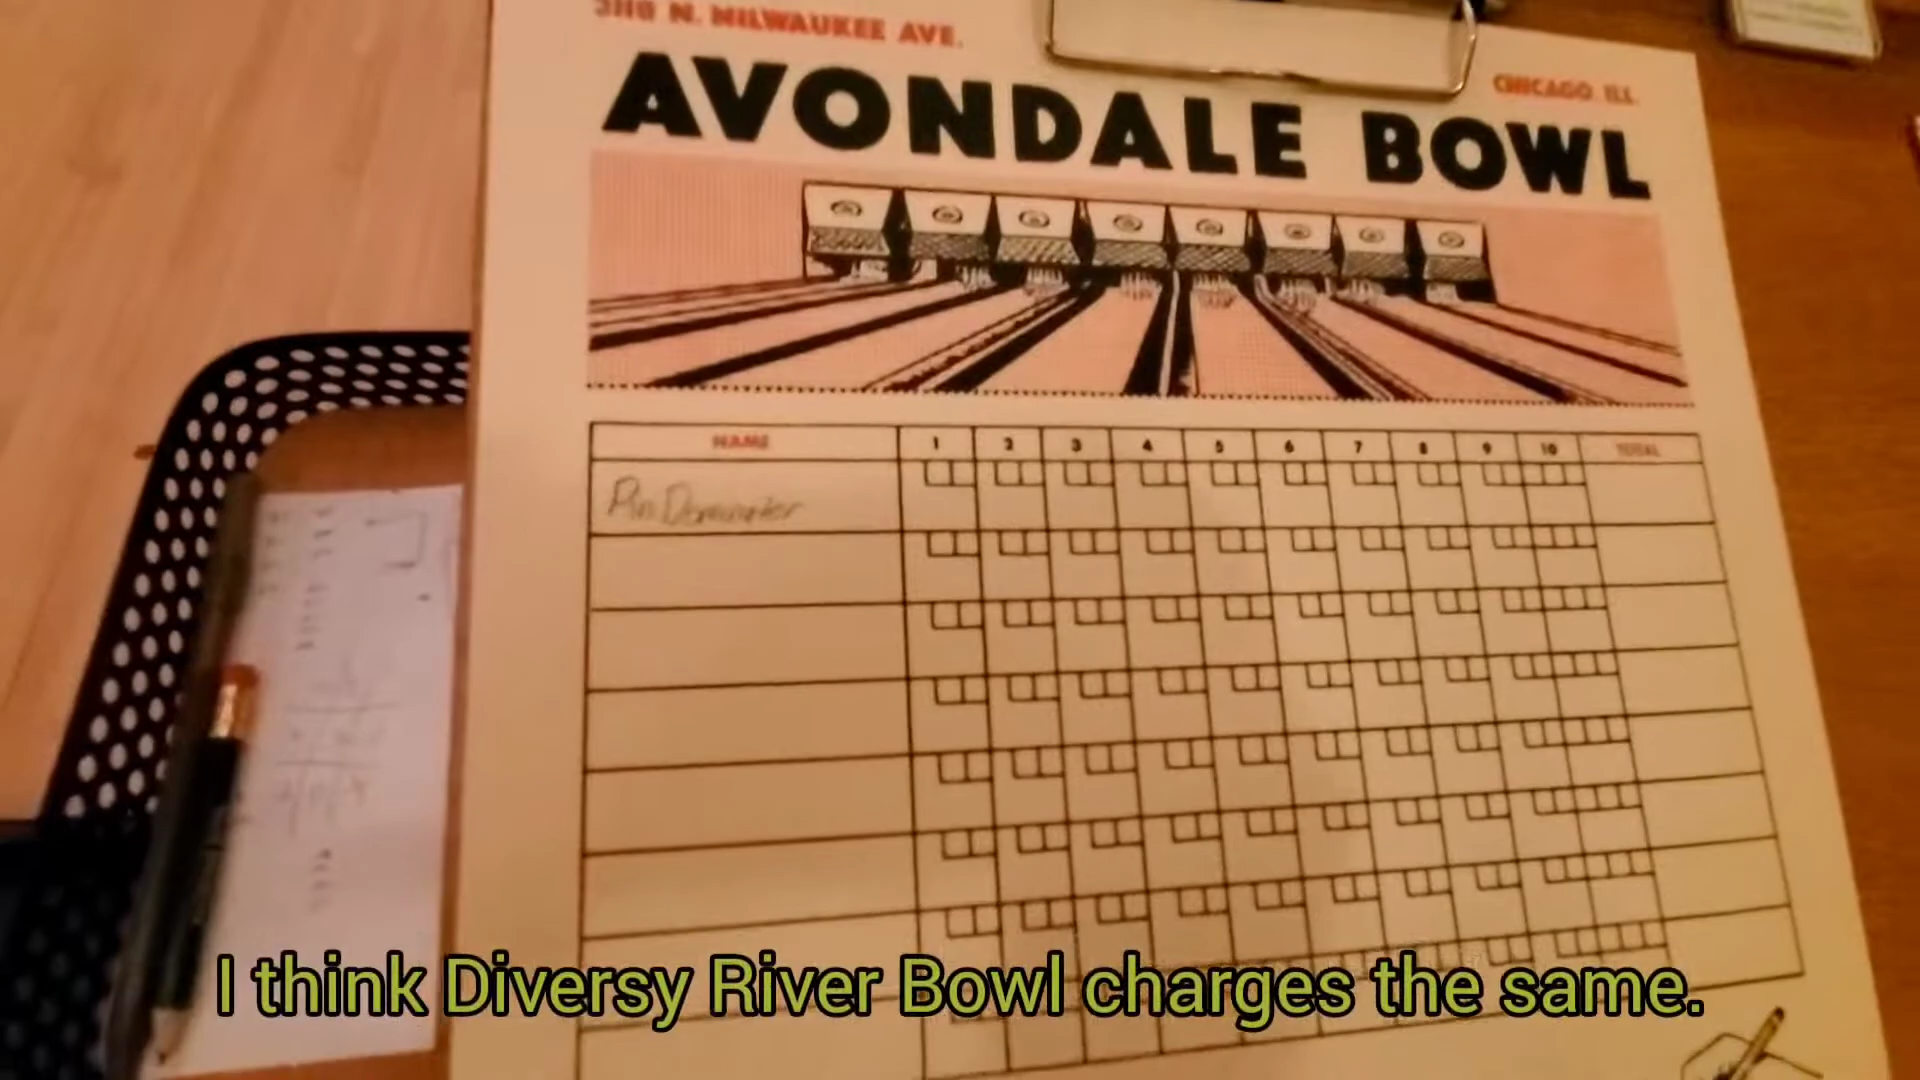 3118 N. MILWAUKEE AVE.
CHICAGO, ILL.
AVONDALE BOWL
NAME 1 2 3 4 5 6 7 8 9 10 TOTAL
Pin Dominator
I think Diversy River Bowl charges the same.